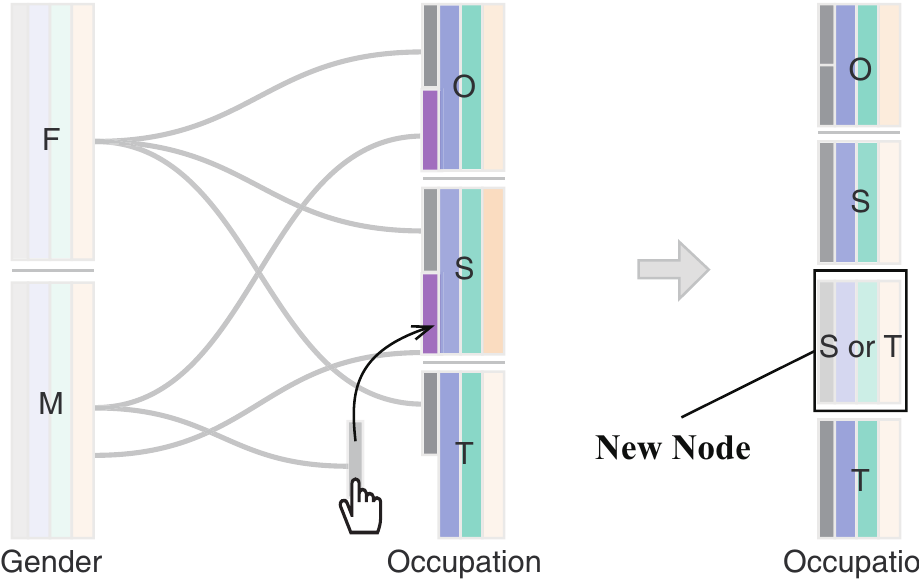 F
M
Gender
O
S
T
Occupation
O
S
S or T
T
New Node
Occupatio